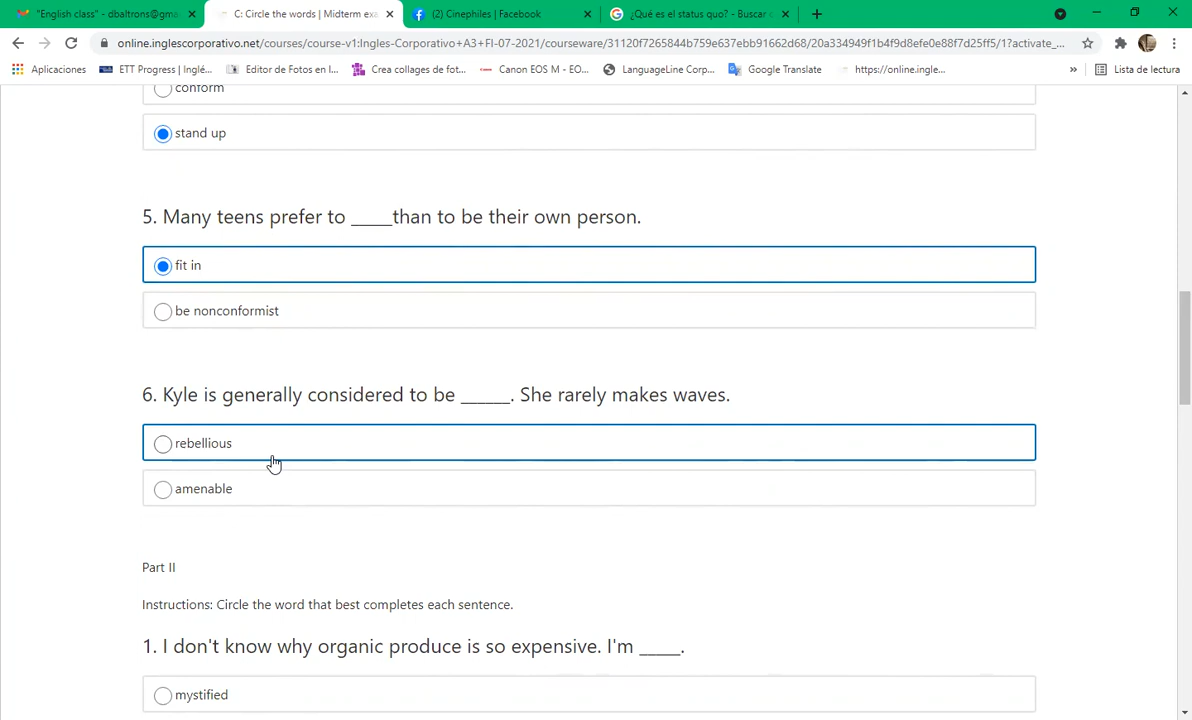 "English class" - dbaltrons@gma
C: Circle the words | Midterm exa
(2) Cinephiles | Facebook
¿Qué es el status quo? - Buscar c
online.inglescorporativo.net/courses/course-v1:Ingles-Corporativo+A3+FI-07-2021/courseware/31120f7265844b759e637ebb91662d68/20a334949f1b4f9d8efe0e88f7d25ff5/1?activate_...
Aplicaciones
ETT Progress | Inglé...
Editor de Fotos en l...
Crea collages de fot...
Canon EOS M - EO...
LanguageLine Corp...
Google Translate
https://online.ingle...
»
Lista de lectura
conform
stand up
5. Many teens prefer to _____than to be their own person.
fit in
be nonconformist
6. Kyle is generally considered to be ______. She rarely makes waves.
rebellious
amenable
Part II
Instructions: Circle the word that best completes each sentence.
1. I don't know why organic produce is so expensive. I'm _____.
mystified